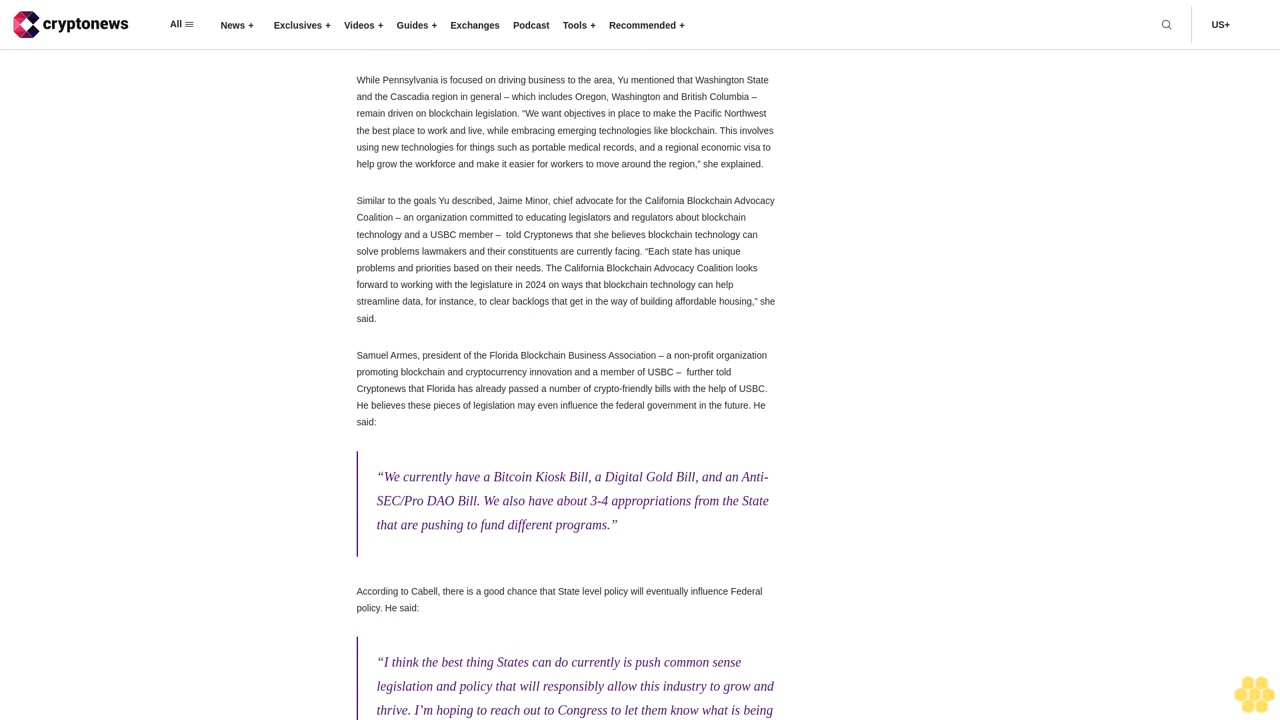 cryptonews
All
News +
Exclusives +
Videos +
Guides +
Exchanges
Podcast
Tools +
Recommended +
US+
While Pennsylvania is focused on driving business to the area, Yu mentioned that Washington State
and the Cascadia region in general – which includes Oregon, Washington and British Columbia –
remain driven on blockchain legislation. “We want objectives in place to make the Pacific Northwest
the best place to work and live, while embracing emerging technologies like blockchain. This involves
using new technologies for things such as portable medical records, and a regional economic visa to
help grow the workforce and make it easier for workers to move around the region,” she explained.
Similar to the goals Yu described, Jaime Minor, chief advocate for the California Blockchain Advocacy
Coalition – an organization committed to educating legislators and regulators about blockchain
technology and a USBC member –  told Cryptonews that she believes blockchain technology can
solve problems lawmakers and their constituents are currently facing. “Each state has unique
problems and priorities based on their needs. The California Blockchain Advocacy Coalition looks
forward to working with the legislature in 2024 on ways that blockchain technology can help
streamline data, for instance, to clear backlogs that get in the way of building affordable housing,” she
said.
Samuel Armes, president of the Florida Blockchain Business Association – a non-profit organization
promoting blockchain and cryptocurrency innovation and a member of USBC –  further told
Cryptonews that Florida has already passed a number of crypto-friendly bills with the help of USBC.
He believes these pieces of legislation may even influence the federal government in the future. He
said:
“We currently have a Bitcoin Kiosk Bill, a Digital Gold Bill, and an Anti-
SEC/Pro DAO Bill. We also have about 3-4 appropriations from the State
that are pushing to fund different programs.”
According to Cabell, there is a good chance that State level policy will eventually influence Federal
policy. He said:
“I think the best thing States can do currently is push common sense
legislation and policy that will responsibly allow this industry to grow and
thrive. I’m hoping to reach out to Congress to let them know what is being